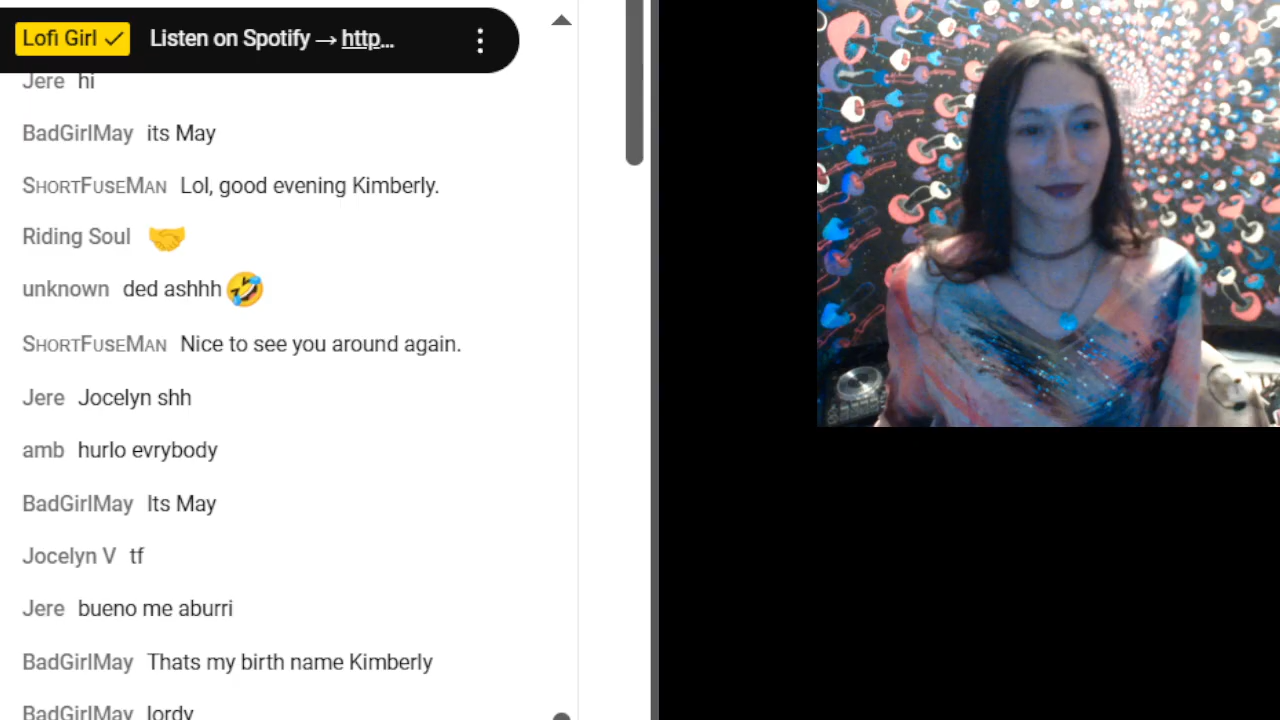 Lofi Girl Listen on Spotify → http...
Jere hi
BadGirlMay its May
ShortFuseMan Lol, good evening Kimberly.
Riding Soul 🤝
unknown ded ashhh🤣
ShortFuseMan Nice to see you around again.
Jere Jocelyn shh
amb hurlo evrybody
BadGirlMay Its May
Jocelyn V tf
Jere bueno me aburri
BadGirlMay Thats my birth name Kimberly
BadGirlMay lordy